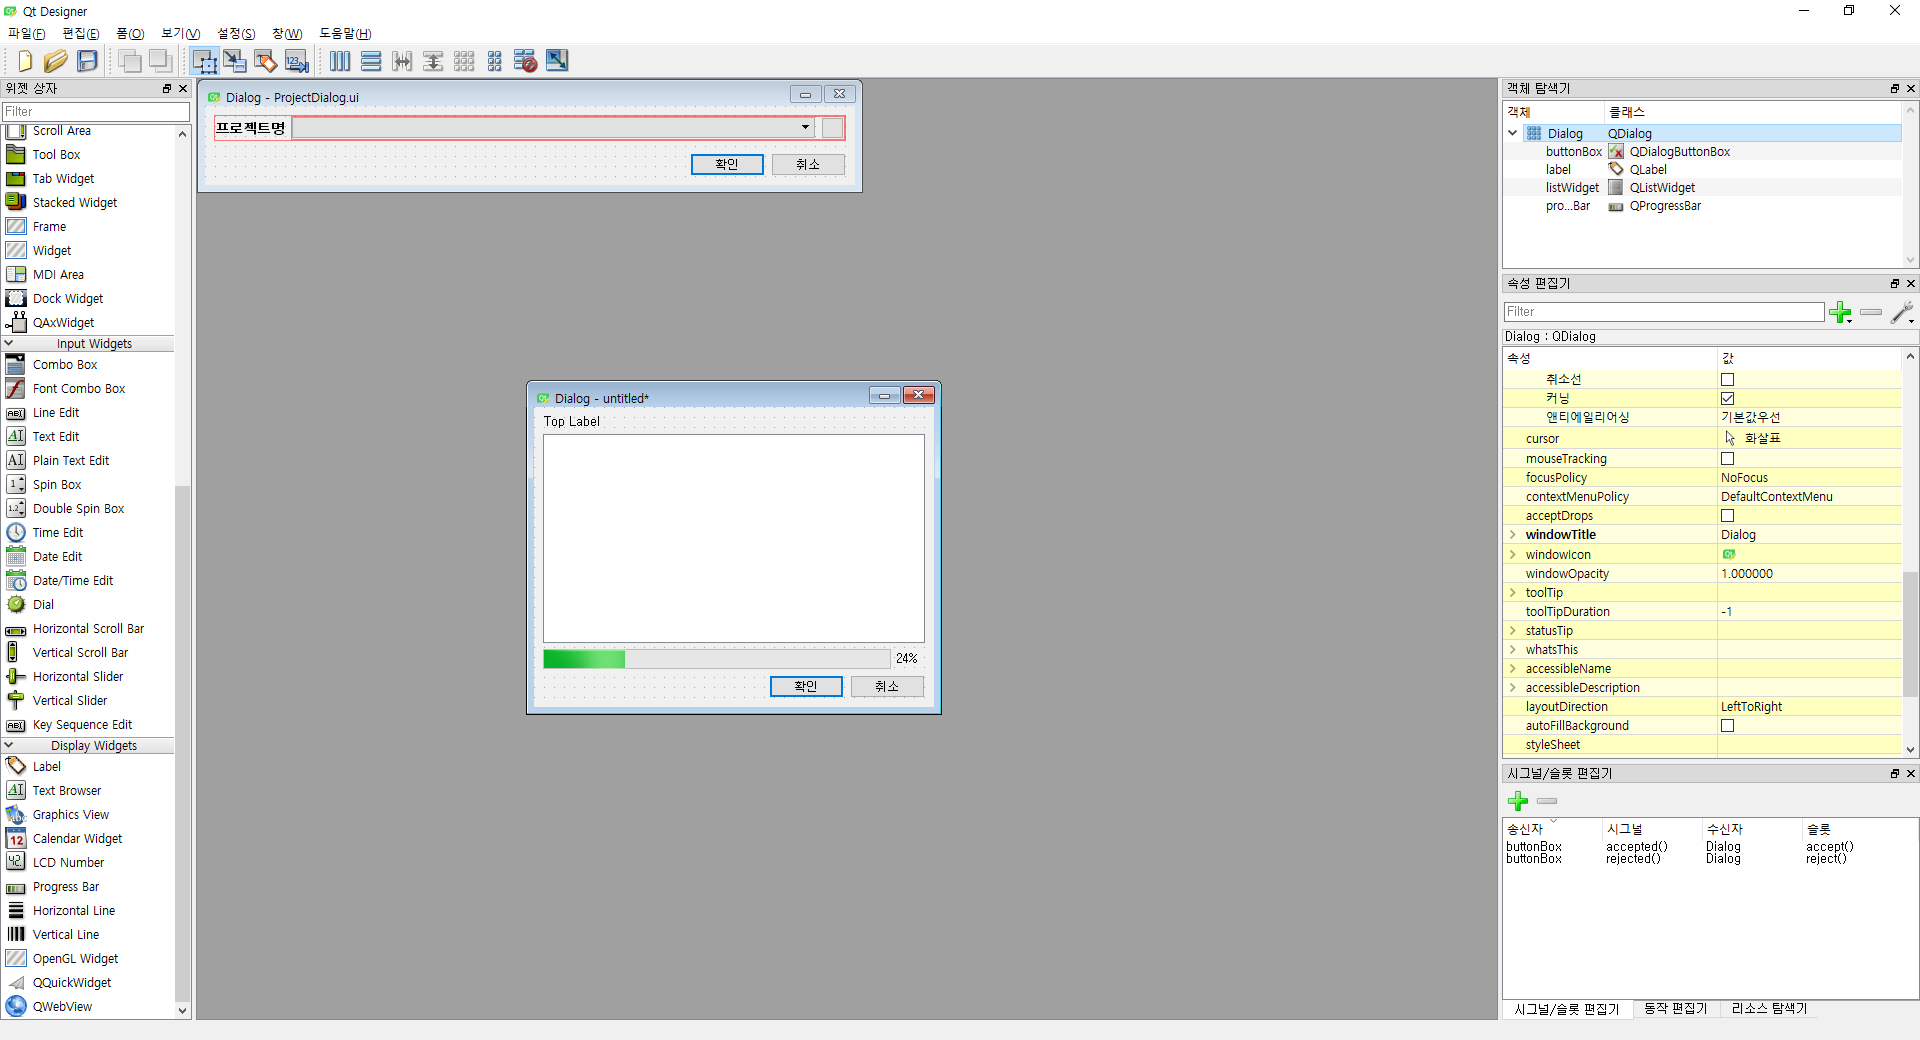 Qt Designer
파일(F) 편집(E) 폼(O) 보기(V) 설정(S) 창(W) 도움말(H)
위젯 상자
Filter
Scroll Area
Tool Box
Tab Widget
Stacked Widget
Frame
Widget
MDI Area
Dock Widget
QAxWidget
Input Widgets
Combo Box
Font Combo Box
Line Edit
Text Edit
Plain Text Edit
Spin Box
Double Spin Box
Time Edit
Date Edit
Date/Time Edit
Dial
Horizontal Scroll Bar
Vertical Scroll Bar
Horizontal Slider
Vertical Slider
Key Sequence Edit
Display Widgets
Label
Text Browser
Graphics View
Calendar Widget
LCD Number
Progress Bar
Horizontal Line
Vertical Line
OpenGL Widget
QQuickWidget
QWebView
Dialog - ProjectDialog.ui
프로젝트명
확인 취소
Dialog - untitled*
Top Label
24%
확인 취소
객체 탐색기
객체 클래스
Dialog QDialog
buttonBox QDialogButtonBox
label QLabel
listWidget QListWidget
pro...Bar QProgressBar
속성 편집기
Filter
Dialog : QDialog
속성 값
취소선
커닝
앤티에일리어싱 기본값우선
cursor 화살표
mouseTracking
focusPolicy NoFocus
contextMenuPolicy DefaultContextMenu
acceptDrops
windowTitle Dialog
windowIcon
windowOpacity 1.000000
toolTip
toolTipDuration -1
statusTip
whatsThis
accessibleName
accessibleDescription
layoutDirection LeftToRight
autoFillBackground
styleSheet
시그널/슬롯 편집기
송신자 시그널 수신자 슬롯
buttonBox accepted() Dialog accept()
buttonBox rejected() Dialog reject()
시그널/슬롯 편집기 동작 편집기 리소스 탐색기